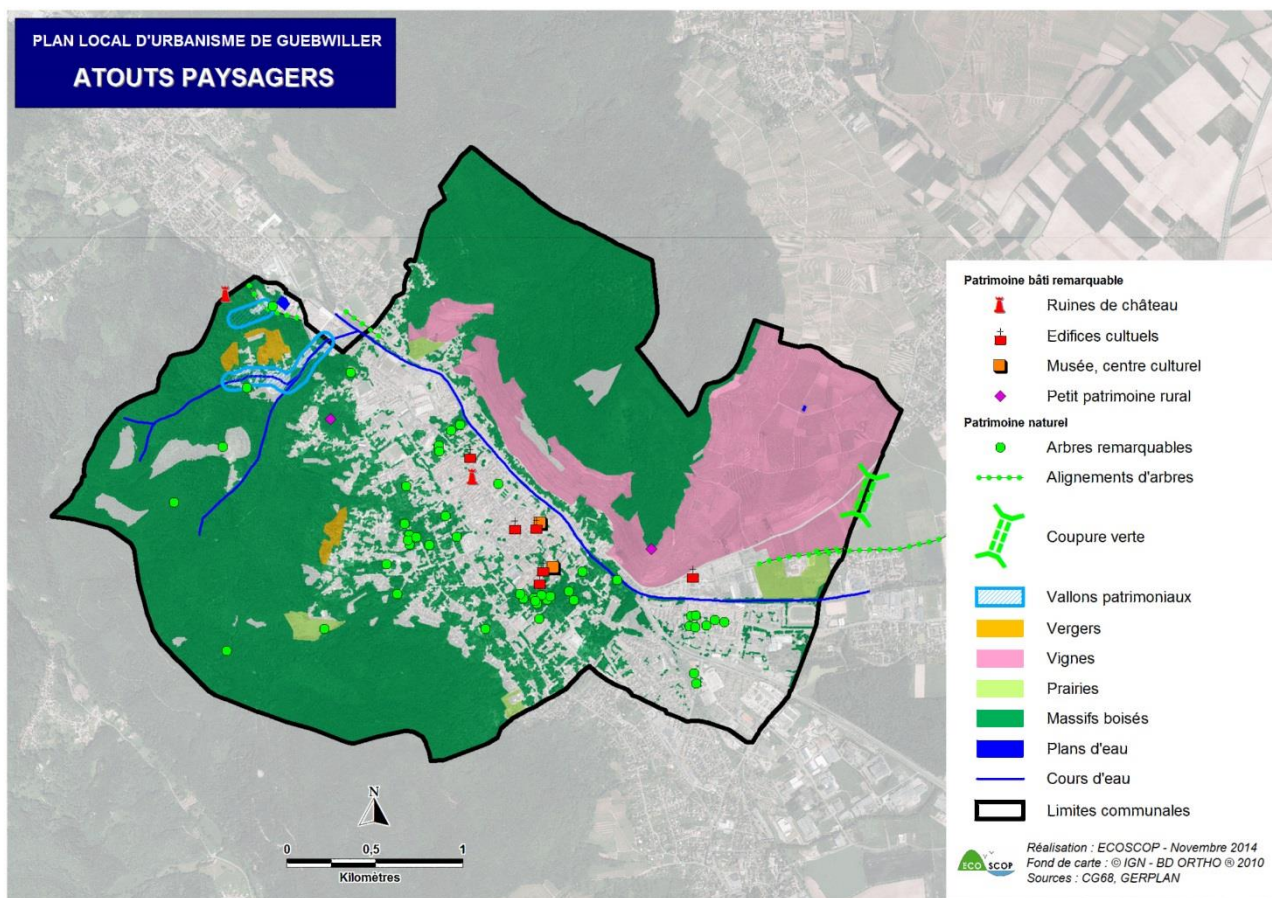 PLAN LOCAL D'URBANISME DE GUEBWILLER
ATOUTS PAYSAGERS
Patrimoine bâti remarquable
Ruines de château
Edifices cultuels
Musée, centre culturel
Petit patrimoine rural
Patrimoine naturel
Arbres remarquables
Alignements d'arbres
Coupure verte
Vallons patrimoniaux
Vergers
Vignes
Prairies
Massifs boisés
Plans d'eau
Cours d'eau
Limites communales
N
0 0,5 1
Kilomètres
ECO SCOP
Réalisation : ECOSCOP - Novembre 2014
Fond de carte : © IGN - BD ORTHO ® 2010
Sources : CG68, GERPLAN